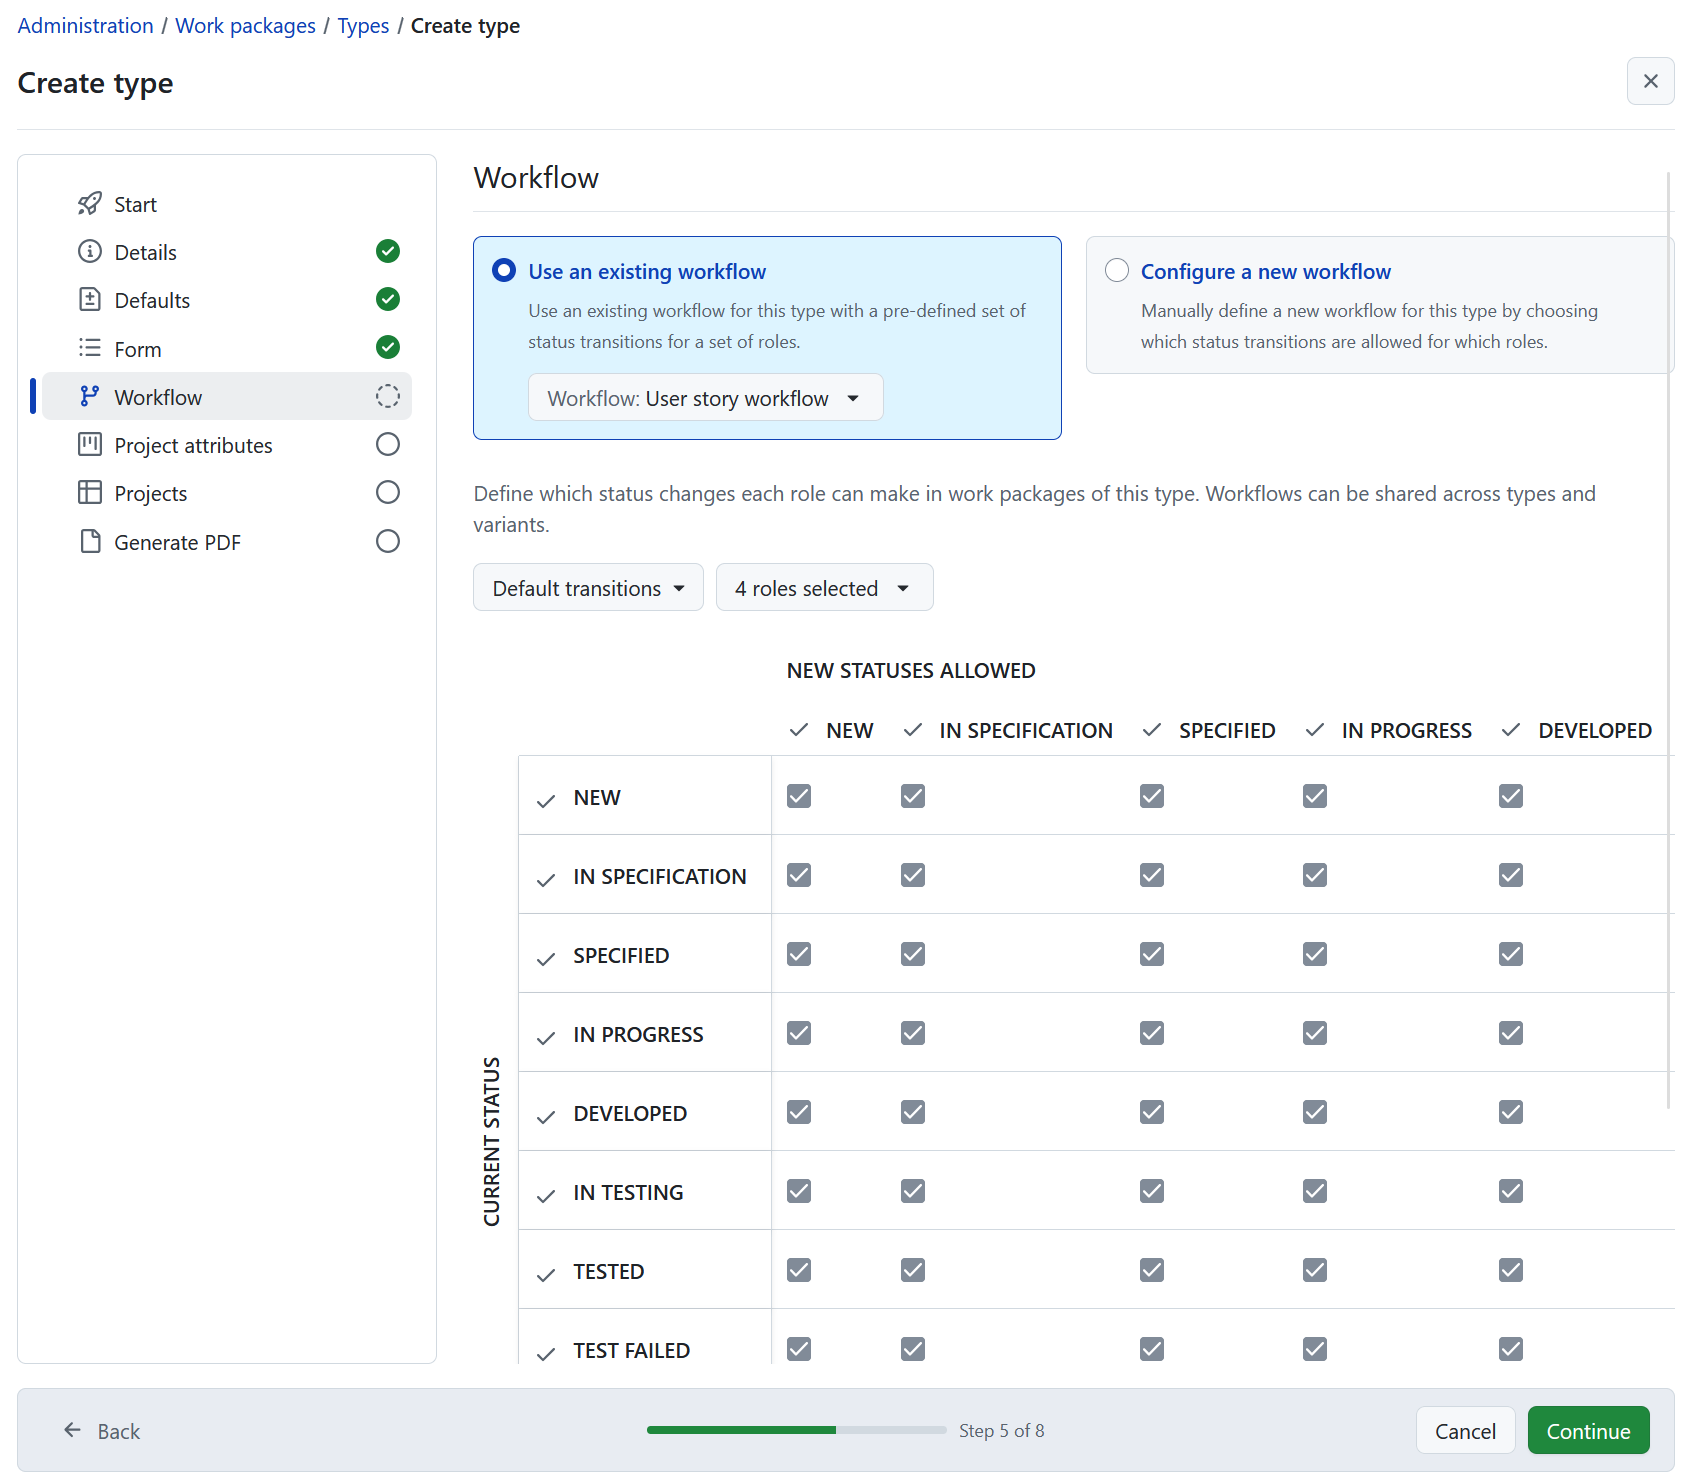 Administration / Work packages / Types / Create type
Create type
Start
Details
Defaults
Form
Workflow
Project attributes
Projects
Generate PDF
Workflow
Use an existing workflow
Use an existing workflow for this type with a pre-defined set of
status transitions for a set of roles.
Workflow: User story workflow
Configure a new workflow
Manually define a new workflow for this type by choosing
which status transitions are allowed for which roles.
Define which status changes each role can make in work packages of this type. Workflows can be shared across types and
variants.
Default transitions
4 roles selected
NEW STATUSES ALLOWED
NEW IN SPECIFICATION SPECIFIED IN PROGRESS DEVELOPED
CURRENT STATUS
NEW
IN SPECIFICATION
SPECIFIED
IN PROGRESS
DEVELOPED
IN TESTING
TESTED
TEST FAILED
Back
Step 5 of 8
Cancel
Continue